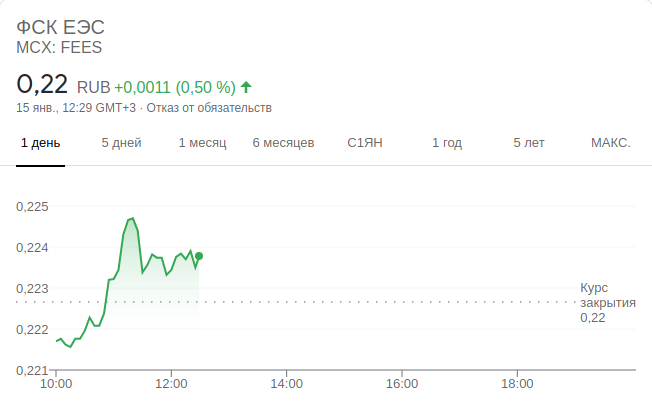 ФСК ЕЭС
MCX: FEES
0,22 RUB +0,0011 (0,50 %)
15 янв., 12:29 GMT+3 · Отказ от обязательств
1 день 5 дней 1 месяц 6 месяцев С1ЯН 1 год 5 лет МАКС.
0,225
0,224
0,223
Курс
закрытия
0,22
0,222
0,221
10:00 12:00 14:00 16:00 18:00